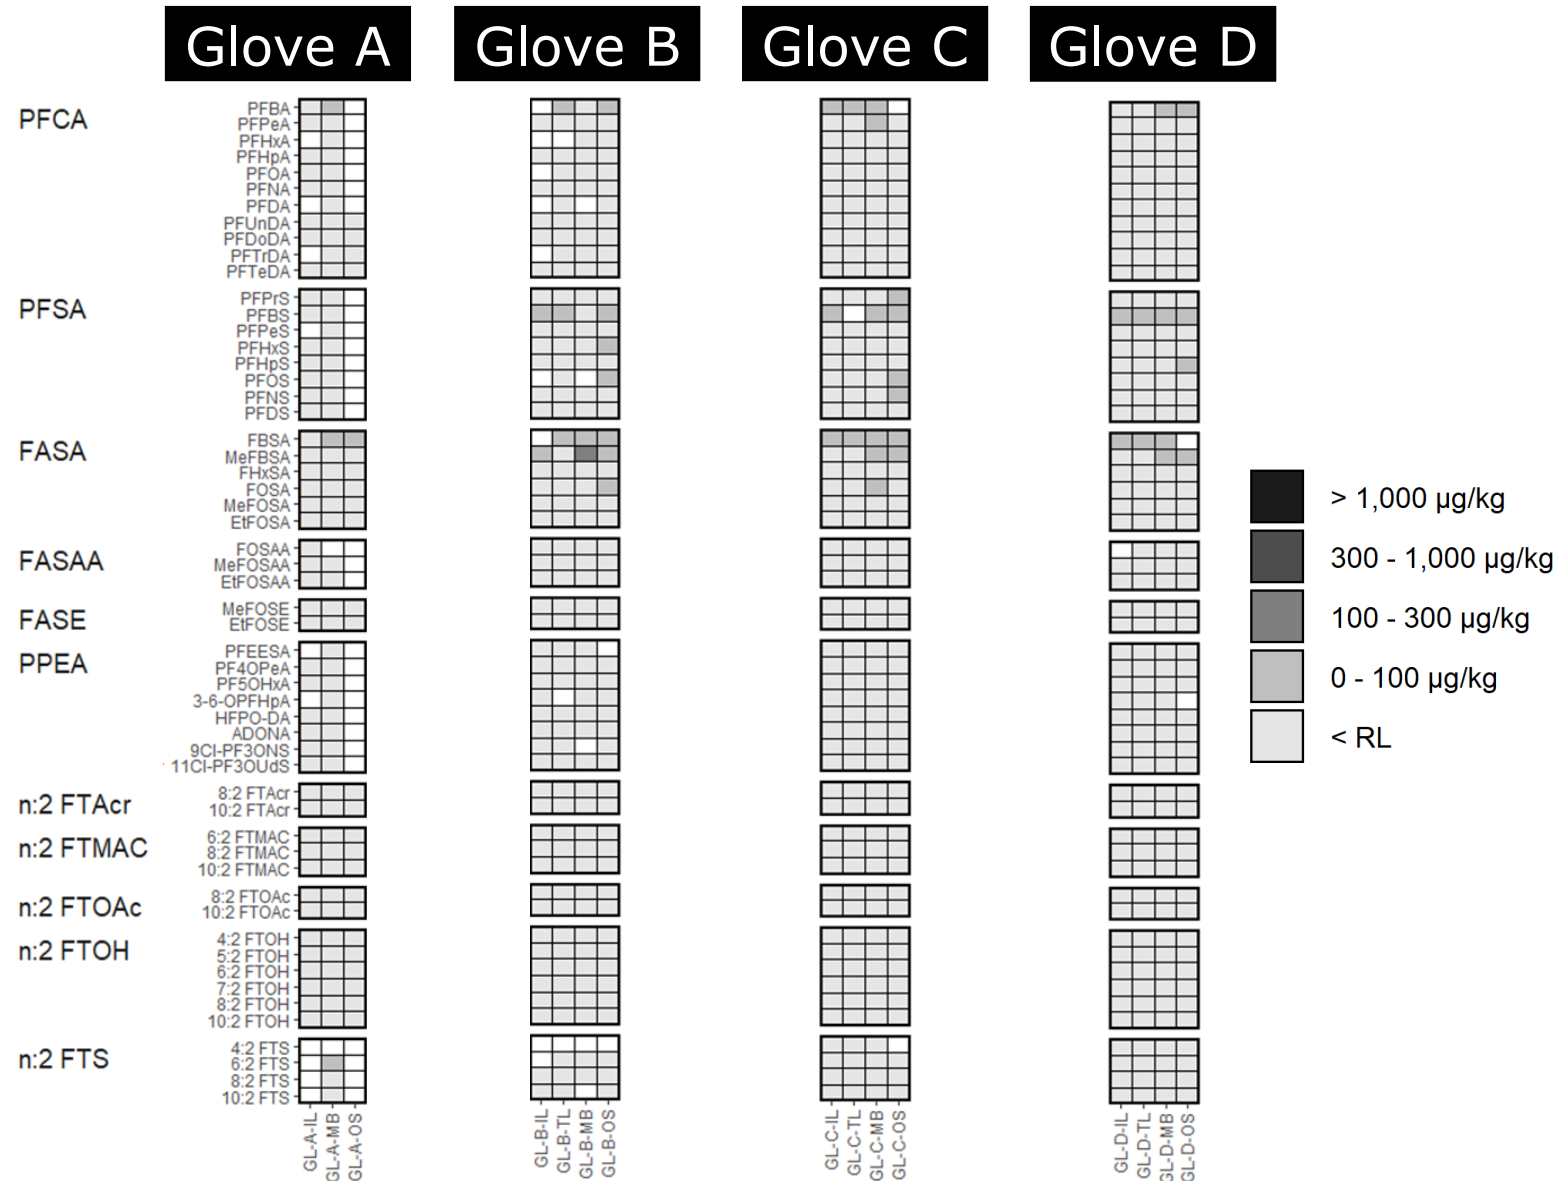 Glove A
Glove B
Glove C
Glove D
PFCA
PFBA
PFPeA
PFHxA
PFHpA
PFOA
PFNA
PFDA
PFUnDA
PFDoDA
PFTrDA
PFTeDA
PFSA
PFPrS
PFBS
PFPeS
PFHxS
PFHpS
PFOS
PFNS
PFDS
FASA
FBSA
MeFBSA
FHxSA
FOSA
MeFOSA
EtFOSA
FASAA
FOSAA
MeFOSAA
EtFOSAA
FASE
MeFOSE
EtFOSE
PPEA
PFEESA
PF4OPeA
PF5OHxA
3-6-OPFHpA
HFPO-DA
ADONA
9Cl-PF3ONS
11Cl-PF3OUdS
n:2 FTAcr
8:2 FTAcr
10:2 FTAcr
n:2 FTMAC
6:2 FTMAC
8:2 FTMAC
10:2 FTMAC
n:2 FTOAc
8:2 FTOAc
10:2 FTOAc
n:2 FTOH
4:2 FTOH
5:2 FTOH
6:2 FTOH
7:2 FTOH
8:2 FTOH
10:2 FTOH
n:2 FTS
4:2 FTS
6:2 FTS
8:2 FTS
10:2 FTS
GL-A-IL
GL-A-MB
GL-A-OS
GL-B-IL
GL-B-TL
GL-B-MB
GL-B-OS
GL-C-IL
GL-C-TL
GL-C-MB
GL-C-OS
GL-D-IL
GL-D-TL
GL-D-MB
GL-D-OS
> 1,000 µg/kg
300 - 1,000 µg/kg
100 - 300 µg/kg
0 - 100 µg/kg
< RL